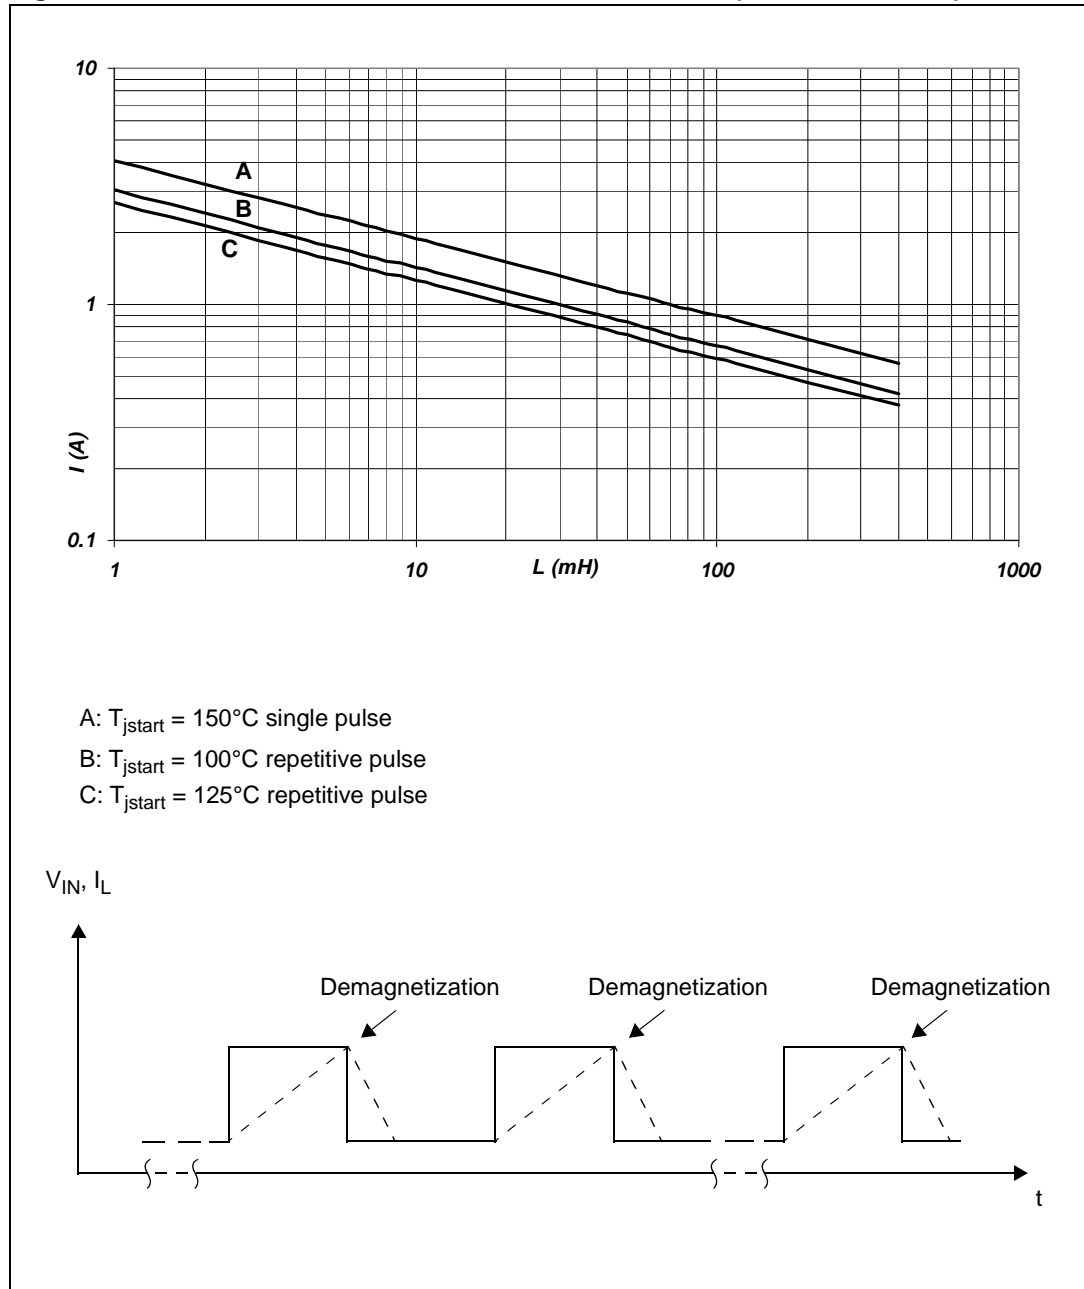 10
A
B
C
1
I (A)
0.1
1 10 L (mH) 100 1000
A: Tjstart = 150°C single pulse
B: Tjstart = 100°C repetitive pulse
C: Tjstart = 125°C repetitive pulse
VIN, IL
Demagnetization Demagnetization Demagnetization
t